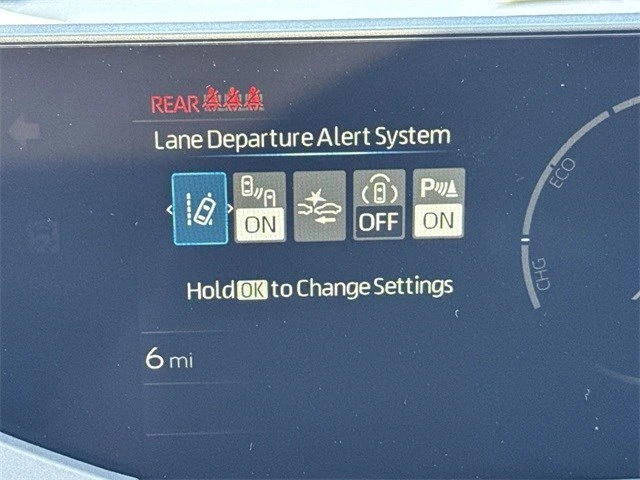 REAR
Lane Departure Alert System
ON
OFF
P
ON
Hold OK to Change Settings
6 mi
ECO
CHG